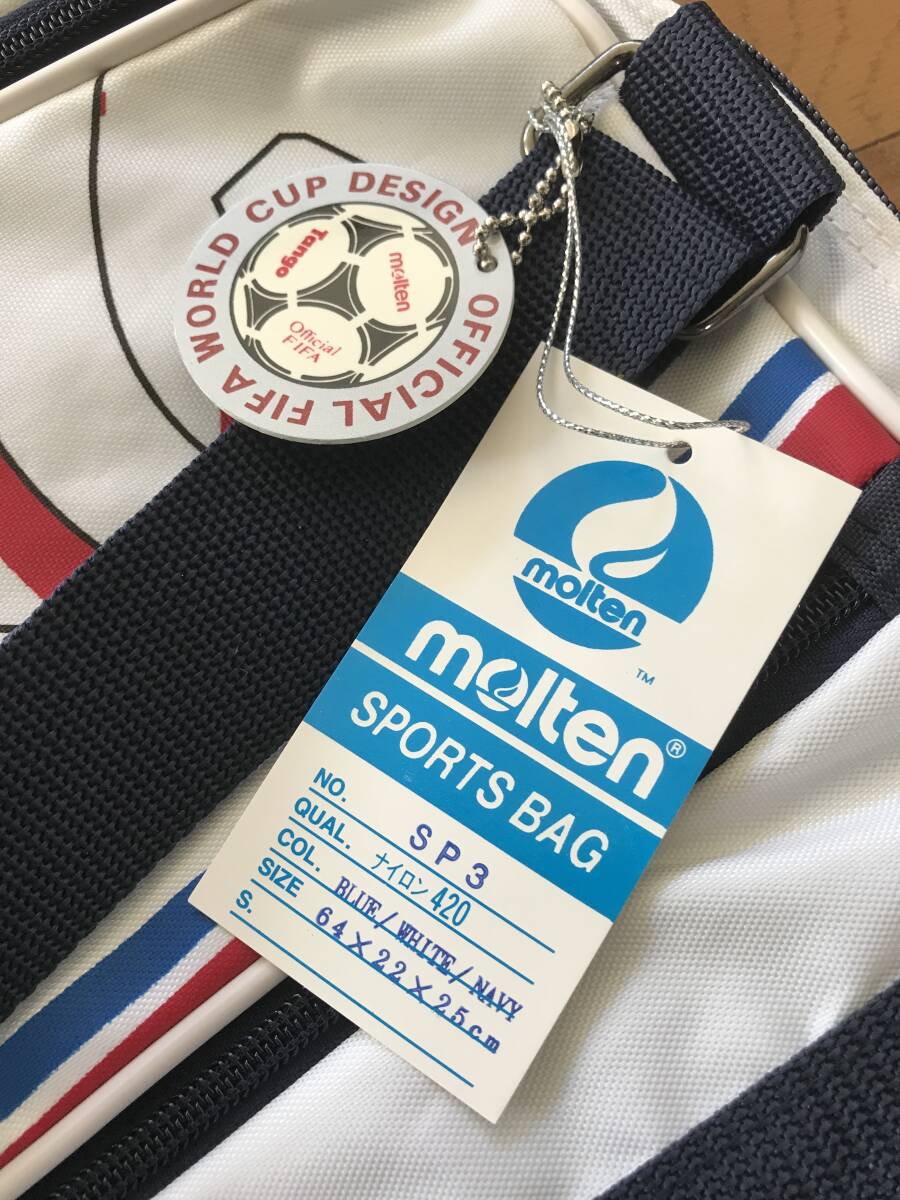 OFFICIAL FIFA WORLD CUP DESIGN
Tango
molten
Official
FIFA
molten
TM
molten®
SPORTS BAG
NO. SP3
QUAL. ナイロン420
COL. BLUE/WHITE/NAVY
SIZE 64×22×25cm
S.